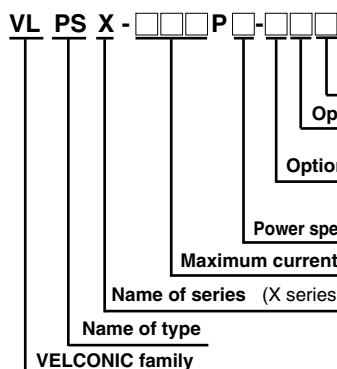 VL PS X - □□□ P □ - □□□
Op
Option
Power spe
Maximum current
Name of series (X series
Name of type
VELCONIC family